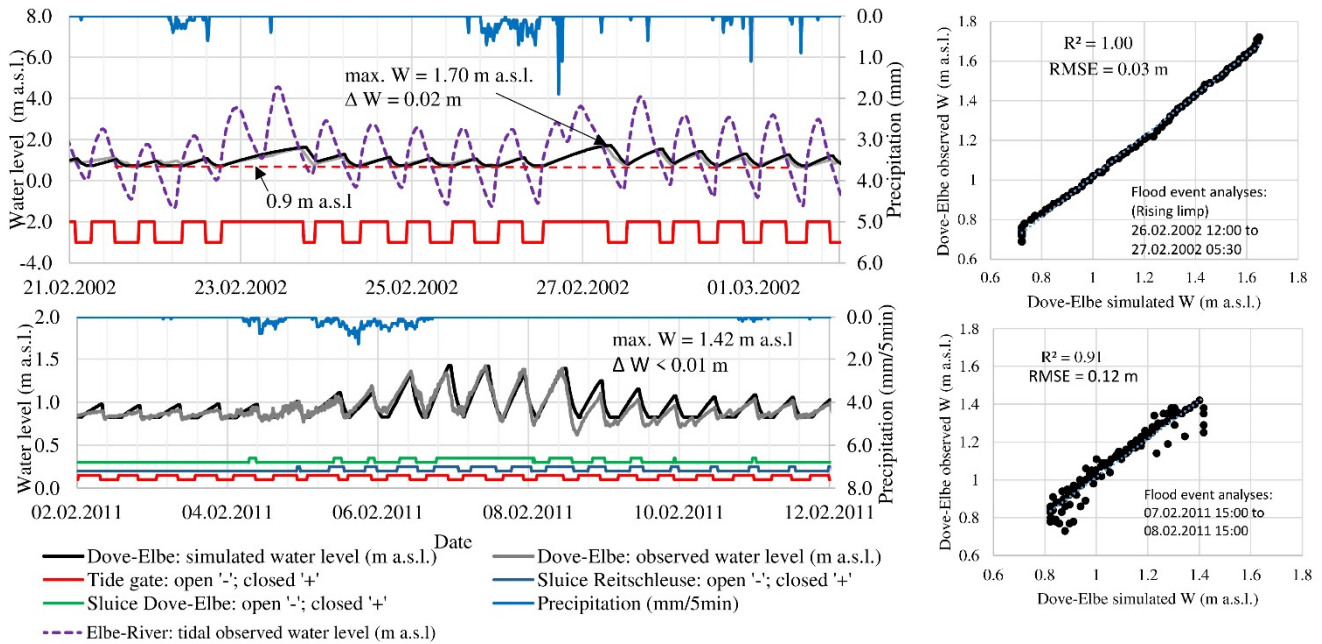 8.0
6.0
4.0
2.0
0.0
-2.0
-4.0
Water level (m a.s.l.)
max. W = 1.70 m a.s.l.
Δ W = 0.02 m
0.9 m a.s.l
0.0
1.0
2.0
3.0
4.0
5.0
6.0
Precipitation (mm)
21.02.2002 23.02.2002 25.02.2002 27.02.2002 01.03.2002
2.0
1.5
1.0
0.5
0.0
Water level (m a.s.l.)
max. W = 1.42 m a.s.l
Δ W < 0.01 m
0.0
2.0
4.0
6.0
8.0
Precipitation (mm/5min)
02.02.2011 04.02.2011 06.02.2011 08.02.2011 10.02.2011 12.02.2011
Date
Dove-Elbe: simulated water level (m a.s.l.)
Dove-Elbe: observed water level (m a.s.l.)
Tide gate: open '-'; closed '+'
Sluice Reitschleuse: open '-'; closed '+'
Sluice Dove-Elbe: open '-'; closed '+'
Precipitation (mm/5min)
Elbe-River: tidal observed water level (m a.s.l)
1.8
1.6
1.4
1.2
1.0
0.8
0.6
Dove-Elbe observed W (m a.s.l.)
R² = 1.00
RMSE = 0.03 m
Flood event analyses:
(Rising limp)
26.02.2002 12:00 to
27.02.2002 05:30
0.6 0.8 1 1.2 1.4 1.6 1.8
Dove-Elbe simulated W (m a.s.l.)
1.8
1.6
1.4
1.2
1.0
0.8
0.6
Dove-Elbe observed W (m a.s.l.)
R² = 0.91
RMSE = 0.12 m
Flood event analyses:
07.02.2011 15:00 to
08.02.2011 15:00
0.6 0.8 1 1.2 1.4 1.6 1.8
Dove-Elbe simulated W (m a.s.l.)